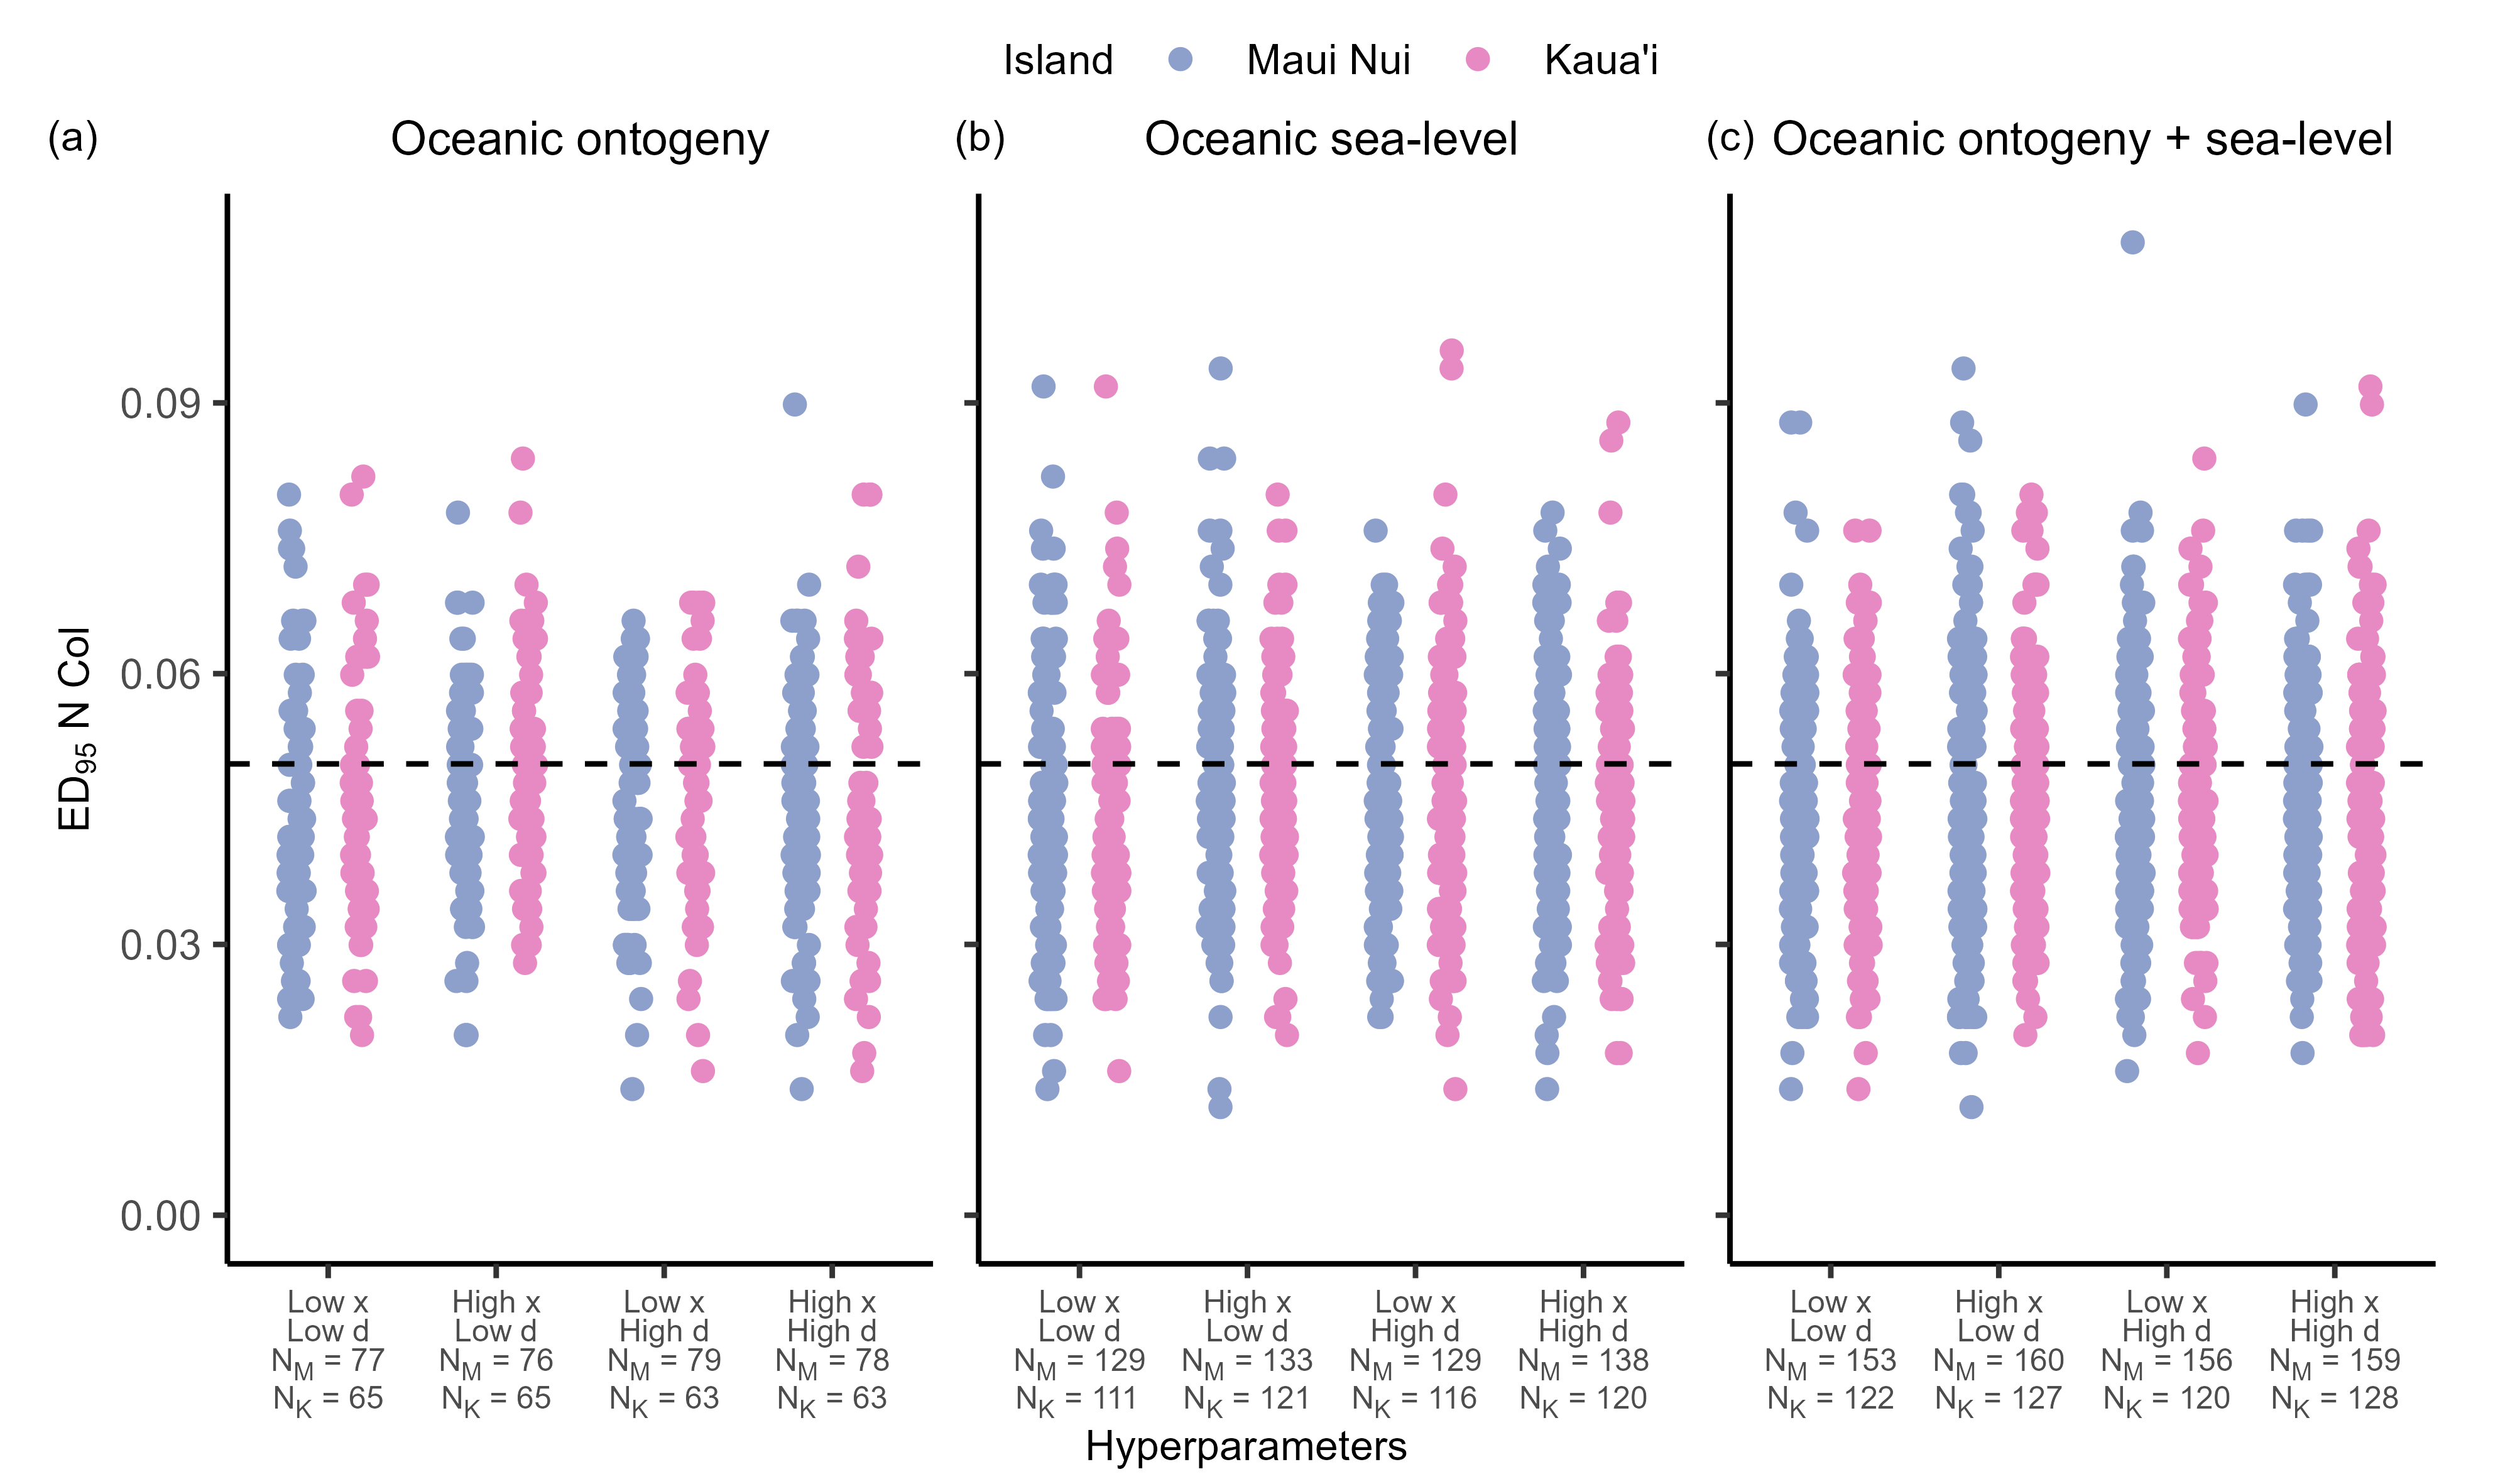 Island Maui Nui Kaua'i
(a) Oceanic ontogeny (b) Oceanic sea-level (c) Oceanic ontogeny + sea-level
ED95 N Col
0.09
0.06
0.03
0.00
Low x High x Low x High x Low x High x Low x High x Low x High x Low x High x
Low d Low d High d High d Low d Low d High d High d Low d Low d High d High d
NM = 77 NM = 76 NM = 79 NM = 78 NM = 129 NM = 133 NM = 129 NM = 138 NM = 153 NM = 160 NM = 156 NM = 159
NK = 65 NK = 65 NK = 63 NK = 63 NK = 111 NK = 121 NK = 116 NK = 120 NK = 122 NK = 127 NK = 120 NK = 128
Hyperparameters